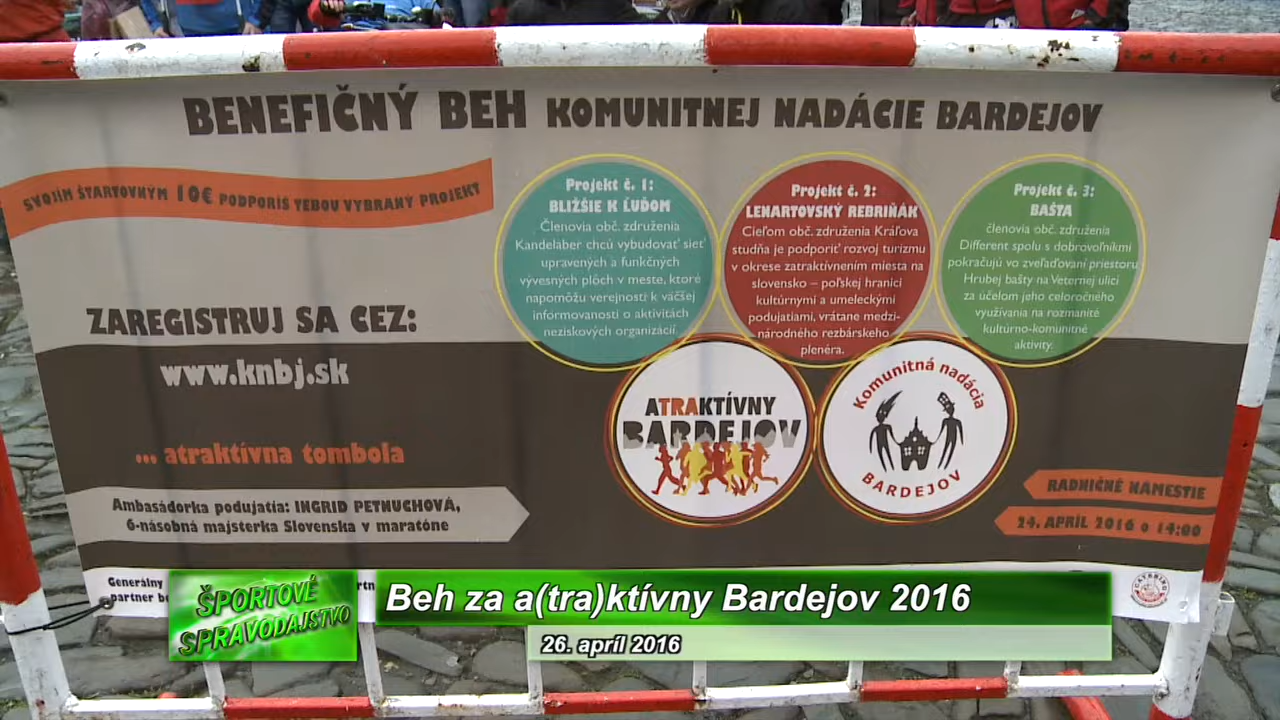 BENEFIČNÝ BEH KOMUNITNEJ NADÁCIE BARDEJOV
SVOJÍM ŠTARTOVKÝM 10€ PODPORÍŠ TEBOU VYBRANÝ PROJEKT
Projekt č. 1:
BLIŽŠIE K ĽUĎOM
Členovia obč. združenia
Kandelaber chcú vybudovať sieť
upravených a funkčných
vývesných plôch v meste, ktoré
napomôžu verejnosti k väčšej
informovanosti o aktivitách
neziskových organizácií.
Projekt č. 2:
LENARTOVSKÝ REBRIŇÁK
Cieľom obč. združenia Kráľova
studňa je podporiť rozvoj turizmu
v okrese zatraktívnením miesta na
slovensko – poľskej hranici
kultúrnymi a umeleckými
podujatiami, vrátane medzi-
národného rezbárskeho
plenéra.
Projekt č. 3:
BAŠTA
členovia obč. združenia
Different spolu s dobrovoľníkmi
pokračujú vo zveľaďovaní priestoru
Hrubej bašty na Veternej ulici
za účelom jeho celoročného
využívania na rozmanité
kultúrno-komunitné
aktivity.
ZAREGISTRUJ SA CEZ:
www.knbj.sk
... atraktívna tombola
Ambasádorka podujatia: INGRID PETNUCHOVÁ,
6-násobná majsterka Slovenska v maratóne
ATRAKTÍVNY
BARDEJOV
Komunitná nadácia
BARDEJOV
RADNIČNÉ NÁMESTIE
24. APRÍL 2016 o 14:00
Generálny
partner
ŠPORTOVÉ
SPRAVODAJSTVO
Beh za a(tra)ktívny Bardejov 2016
26. apríl 2016